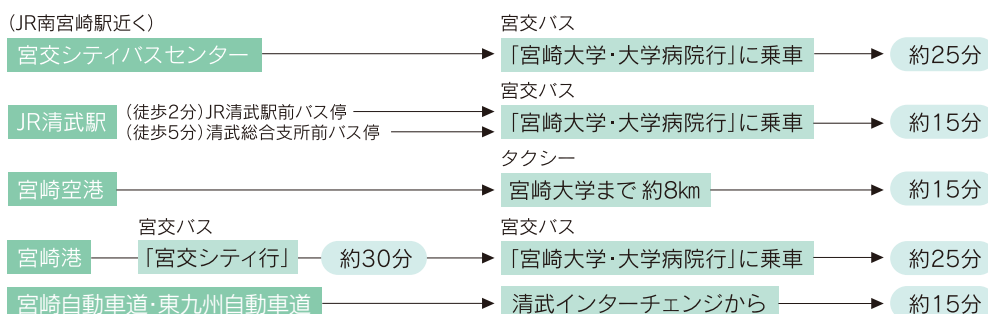 (JR南宮崎駅近く)
宮交バス
宮交シティバスセンター
「宮崎大学・大学病院行」に乗車
約25分
宮交バス
JR清武駅
(徒歩2分)JR清武駅前バス停
(徒歩5分)清武総合支所前バス停
「宮崎大学・大学病院行」に乗車
約15分
タクシー
宮崎空港
宮崎大学まで 約8km
約15分
宮交バス
宮交バス
宮崎港
「宮交シティ行」
約30分
「宮崎大学・大学病院行」に乗車
約25分
宮崎自動車道・東九州自動車道
清武インターチェンジから
約15分